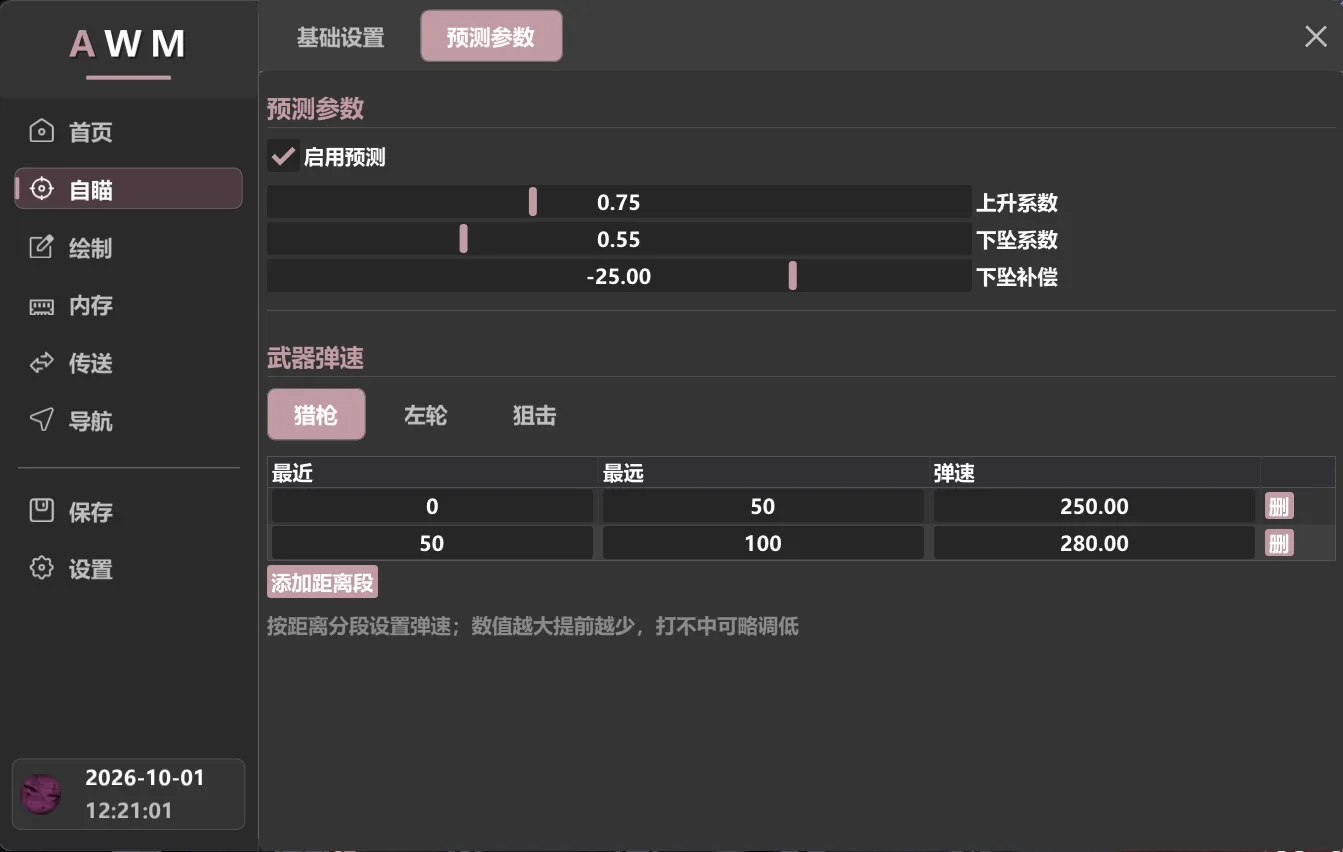 AWM
基础设置
预测参数
首页
自瞄
绘制
内存
传送
导航
保存
设置
2026-10-01
12:21:01
预测参数
启用预测
0.75 上升系数
0.55 下坠系数
-25.00 下坠补偿
武器弹速
猎枪 左轮 狙击
最近 最远 弹速
0 50 250.00 删
50 100 280.00 删
添加距离段
按距离分段设置弹速；数值越大提前越少，打不中可略调低